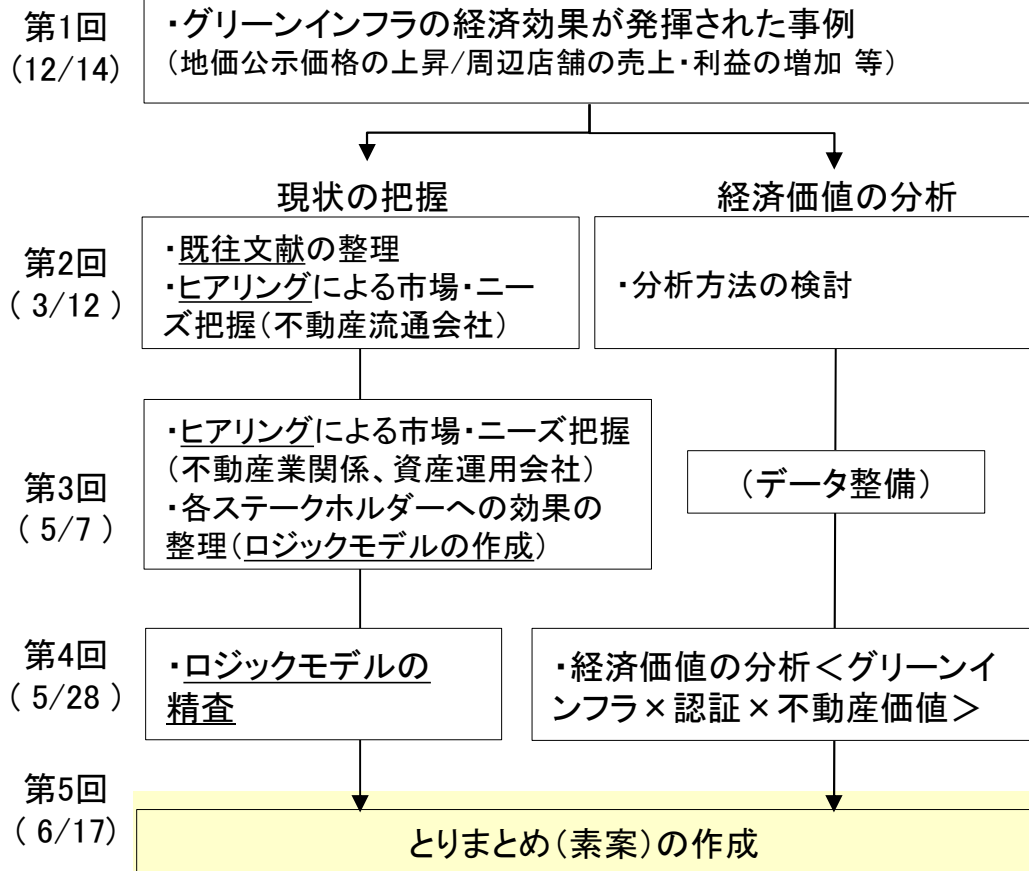 第1回
(12/14)
・グリーンインフラの経済効果が発揮された事例
(地価公示価格の上昇/周辺店舗の売上・利益の増加 等)
現状の把握
経済価値の分析
第2回
( 3/12 )
・既往文献の整理
・ヒアリングによる市場・ニー
ズ把握(不動産流通会社)
・分析方法の検討
第3回
( 5/7 )
・ヒアリングによる市場・ニーズ把握
(不動産業関係、資産運用会社)
・各ステークホルダーへの効果の
整理(ロジックモデルの作成)
(データ整備)
第4回
( 5/28 )
・ロジックモデルの
精査
・経済価値の分析<グリーンイ
ンフラ×認証×不動産価値>
第5回
( 6/17)
とりまとめ(素案)の作成